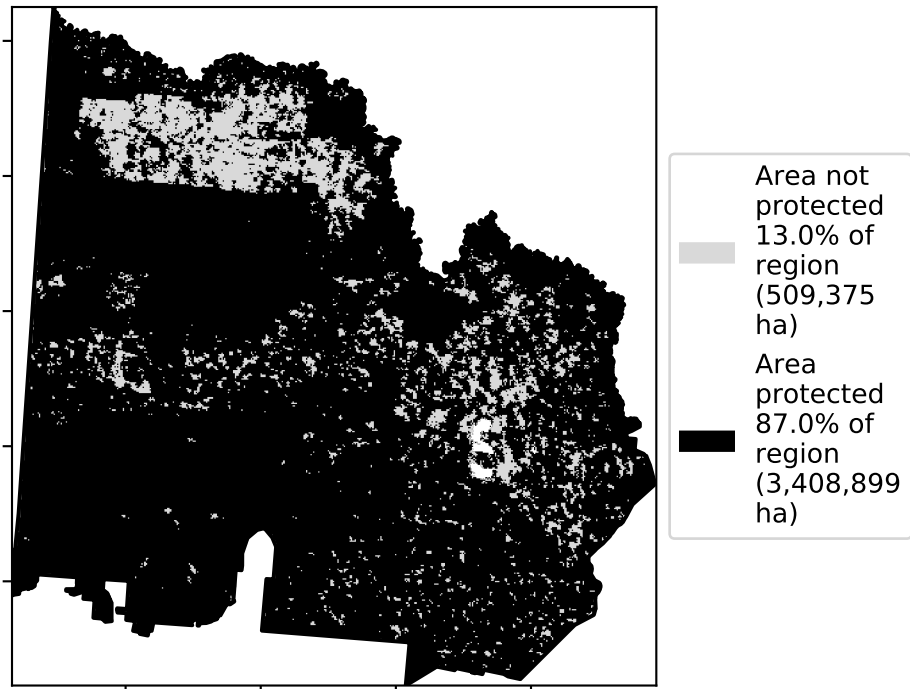 Area not
protected
13.0% of
region
(509,375
ha)
Area
protected
87.0% of
region
(3,408,899
ha)